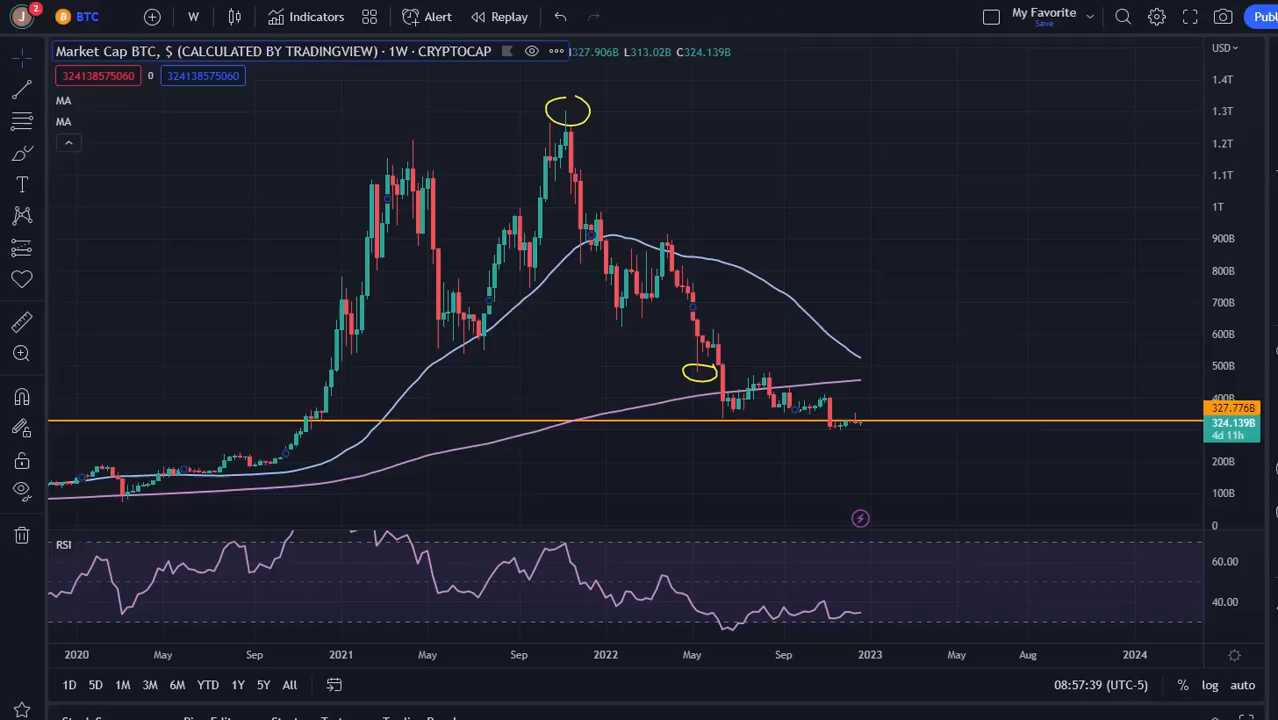 J 2 BTC W Indicators Alert Replay My Favorite Save Publ
Market Cap BTC, $ (CALCULATED BY TRADINGVIEW) · 1W · CRYPTOCAP 327.906B L313.02B C324.139B USD
324138575060 0 324138575060
MA
MA
1.4T
1.3T
1.2T
1.1T
1T
900B
800B
700B
600B
500B
400B
327.776B
324.139B
4d 11h
200B
100B
0
RSI
60.00
40.00
2020 May Sep 2021 May Sep 2022 May Sep 2023 May Aug 2024
1D 5D 1M 3M 6M YTD 1Y 5Y All 08:57:39 (UTC-5) % log auto